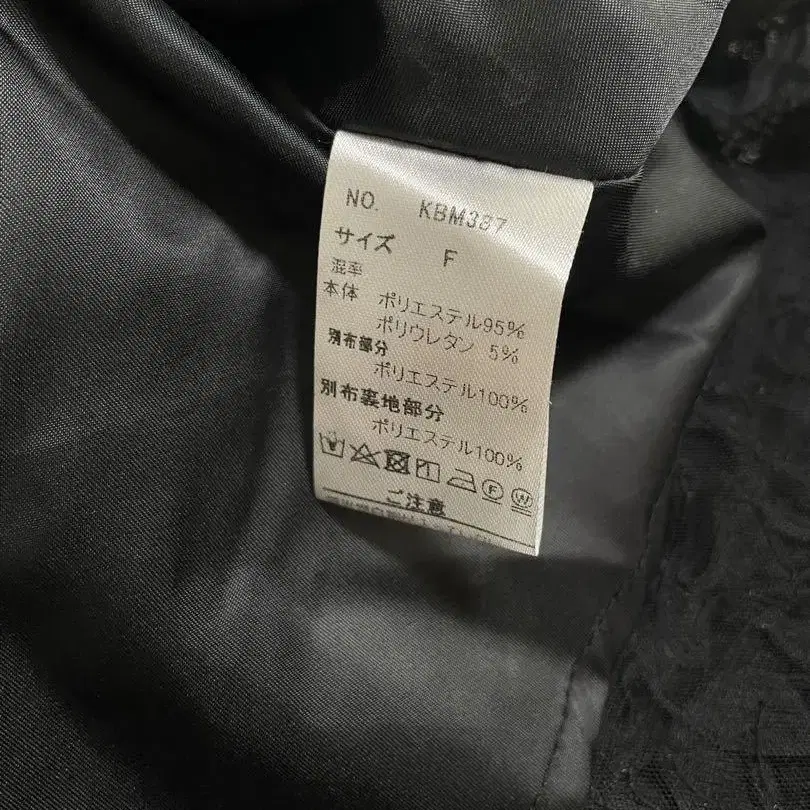 NO. KBM387
サイズ F
混率
本体 ポリエステル95%
ポリウレタン 5%
別布部分
ポリエステル100%
別布裏地部分
ポリエステル100%
F W
ご注意